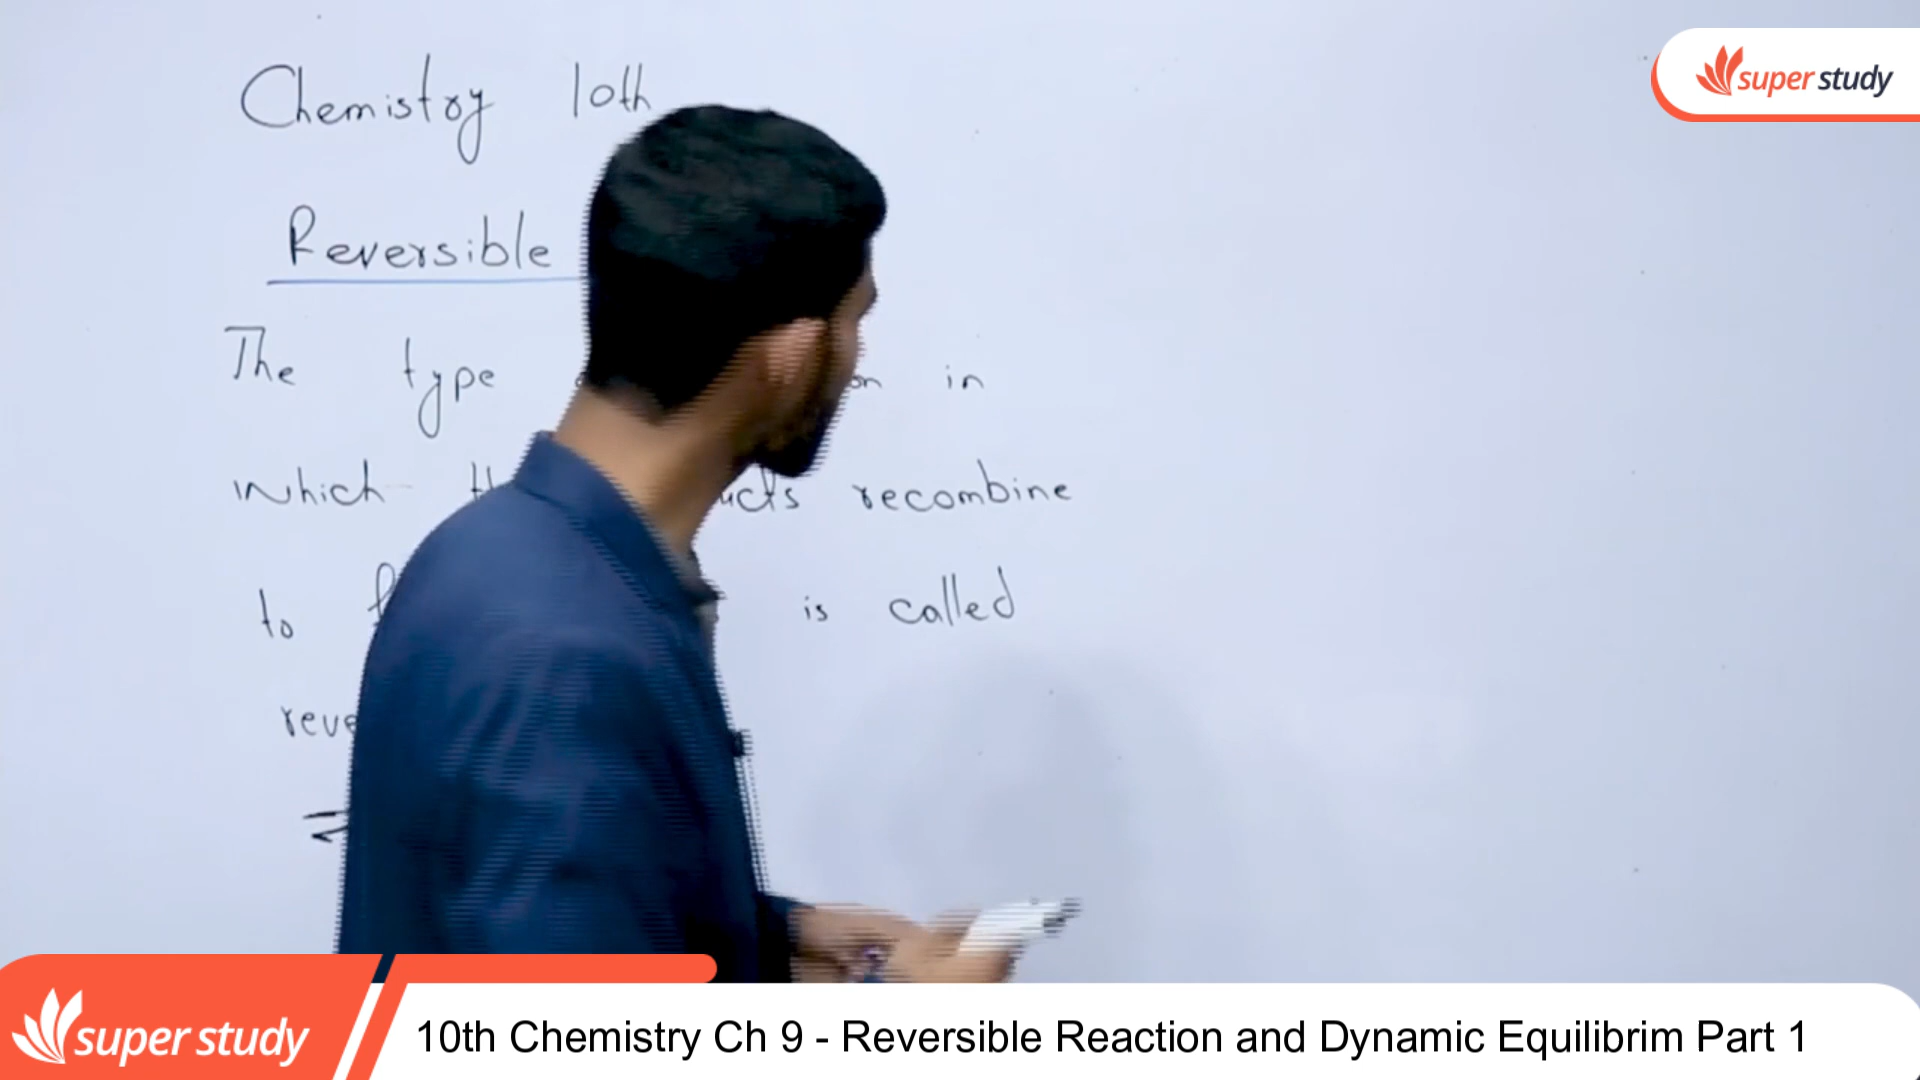 Chemistry 10th
super study
Reversible
The type in
which recombine
to is called
⇌
super study
10th Chemistry Ch 9 - Reversible Reaction and Dynamic Equilibrim Part 1